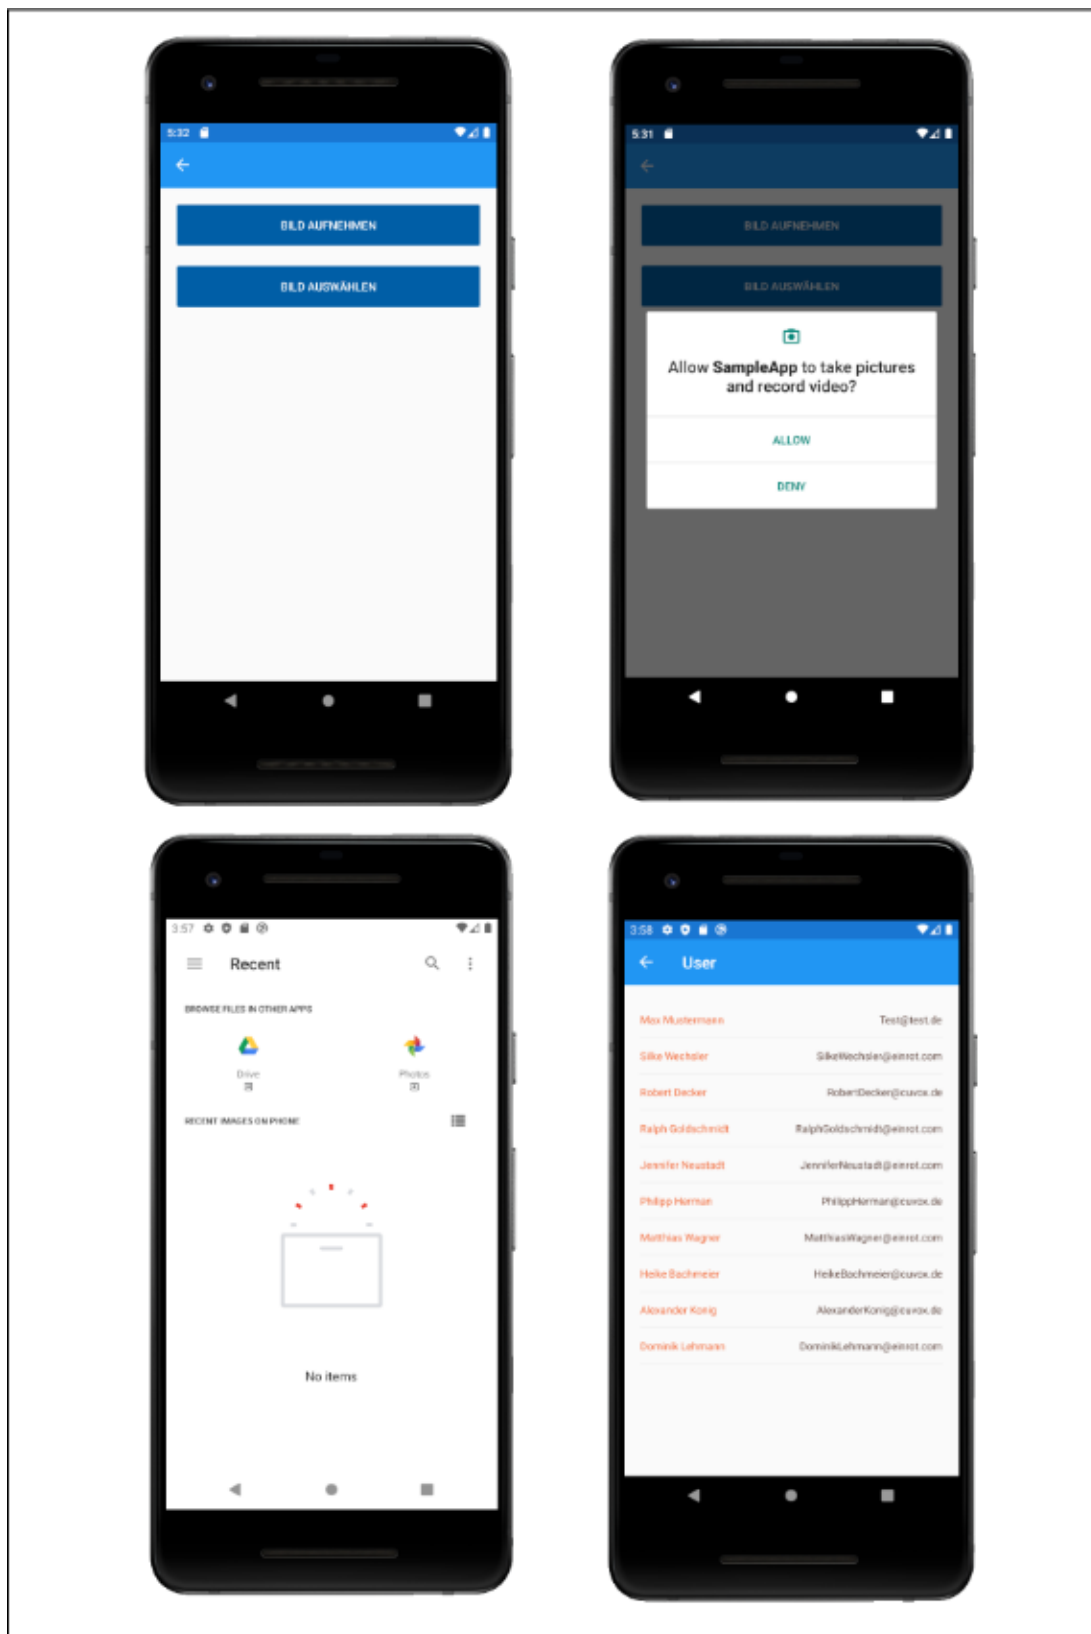 5:32
BILD AUFNEHMEN
BILD AUSWÄHLEN
5:31
BILD AUFNEHMEN
BILD AUSWÄHLEN
Allow SampleApp to take pictures
and record video?
ALLOW
DENY
3:57
Recent
BROWSE FILES IN OTHER APPS
Drive Photos
RECENT IMAGES ON PHONE
No items
3:58
User
Max Mustermann Test@test.de
Silke Wechsler SilkeWechsler@einrot.com
Robert Decker RobertDecker@cuvox.de
Ralph Goldschmidt RalphGoldschmidt@einrot.com
Jennifer Neustadt JenniferNeustadt@einrot.com
Philipp Herman PhilippHerman@cuvox.de
Matthias Wagner MatthiasWagner@einrot.com
Heike Bachmeier HeikeBachmeier@cuvox.de
Alexander Konig AlexanderKonig@cuvox.de
Dominik Lehmann DominikLehmann@einrot.com